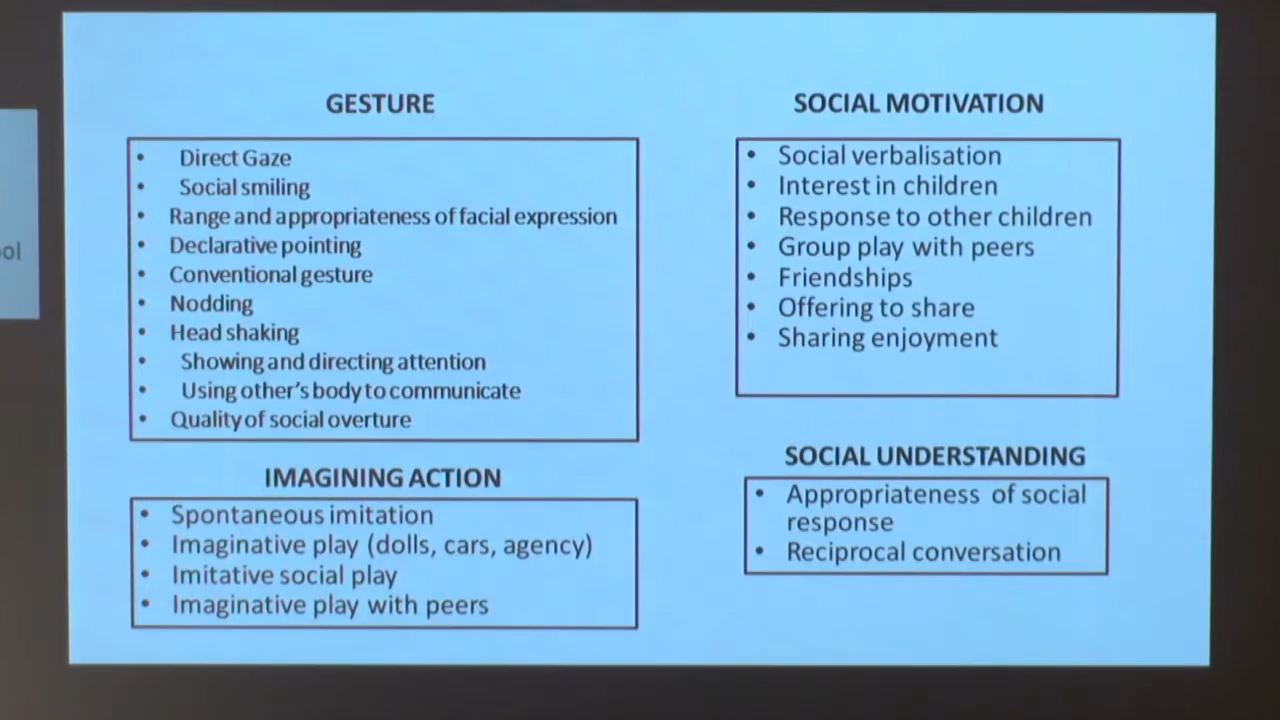 GESTURE
• Direct Gaze
• Social smiling
• Range and appropriateness of facial expression
• Declarative pointing
• Conventional gesture
• Nodding
• Head shaking
• Showing and directing attention
• Using other's body to communicate
• Quality of social overture
IMAGINING ACTION
• Spontaneous imitation
• Imaginative play (dolls, cars, agency)
• Imitative social play
• Imaginative play with peers
SOCIAL MOTIVATION
• Social verbalisation
• Interest in children
• Response to other children
• Group play with peers
• Friendships
• Offering to share
• Sharing enjoyment
SOCIAL UNDERSTANDING
• Appropriateness of social
response
• Reciprocal conversation